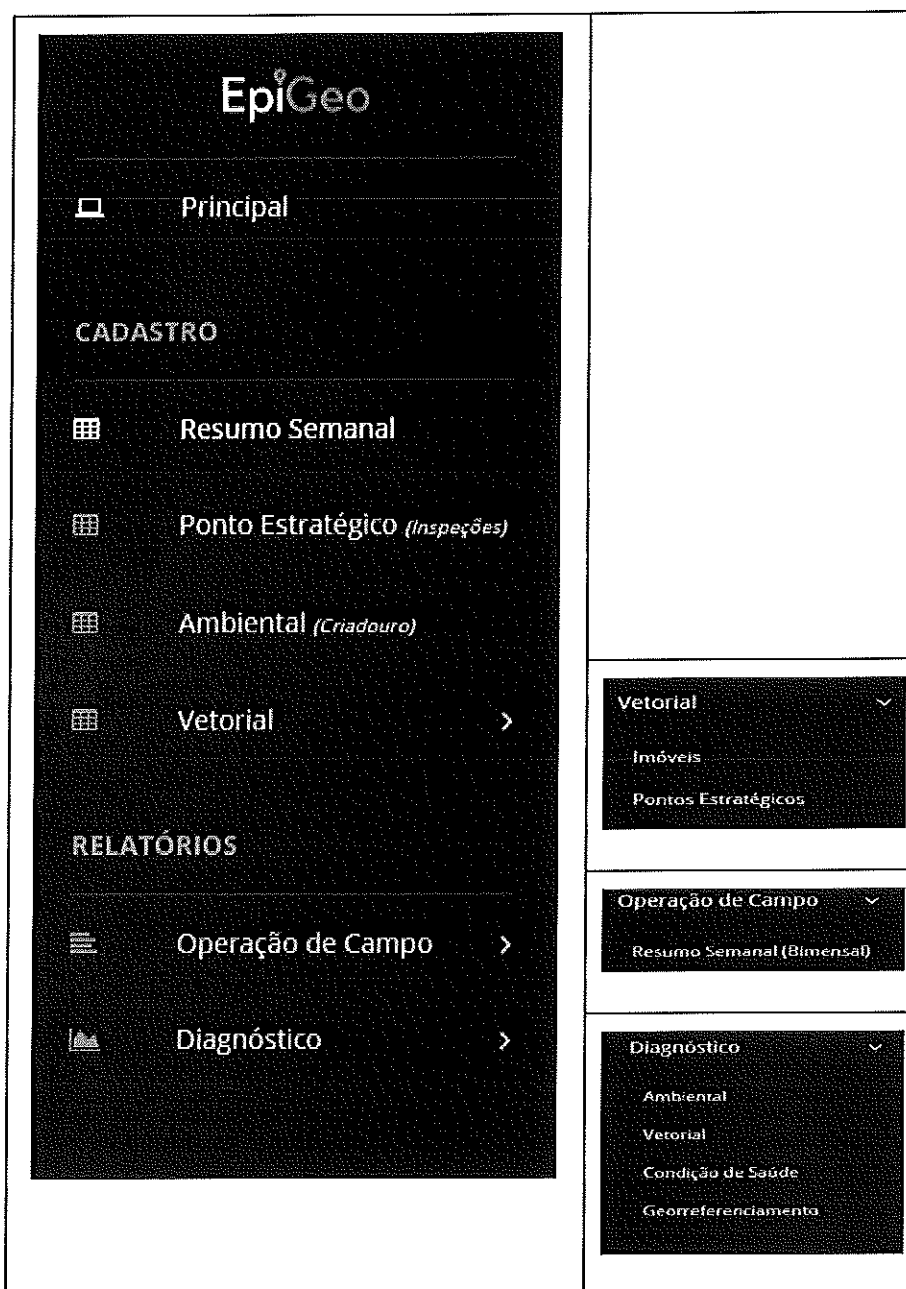 EpiGeo
Principal
CADASTRO
Resumo Semanal
Ponto Estratégico (Inspeções)
Ambiental (Criadouro)
Vetorial
RELATÓRIOS
Operação de Campo
Diagnóstico
Vetorial
Imóveis
Pontos Estratégicos
Operação de Campo
Resumo Semanal (Bimensal)
Diagnóstico
Ambiental
Vetorial
Condição de Saúde
Georreferenciamento